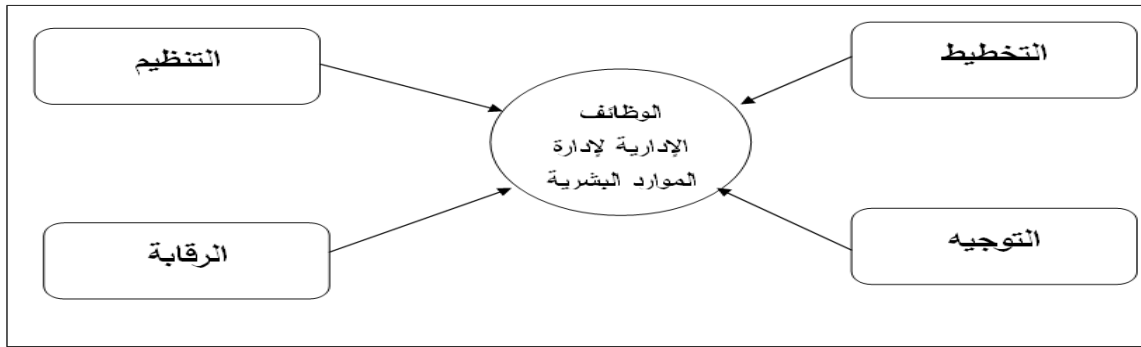 التخطيط
التنظيم
الوظائف
الإدارية لإدارة
الموارد البشرية
التوجيه
الرقابة